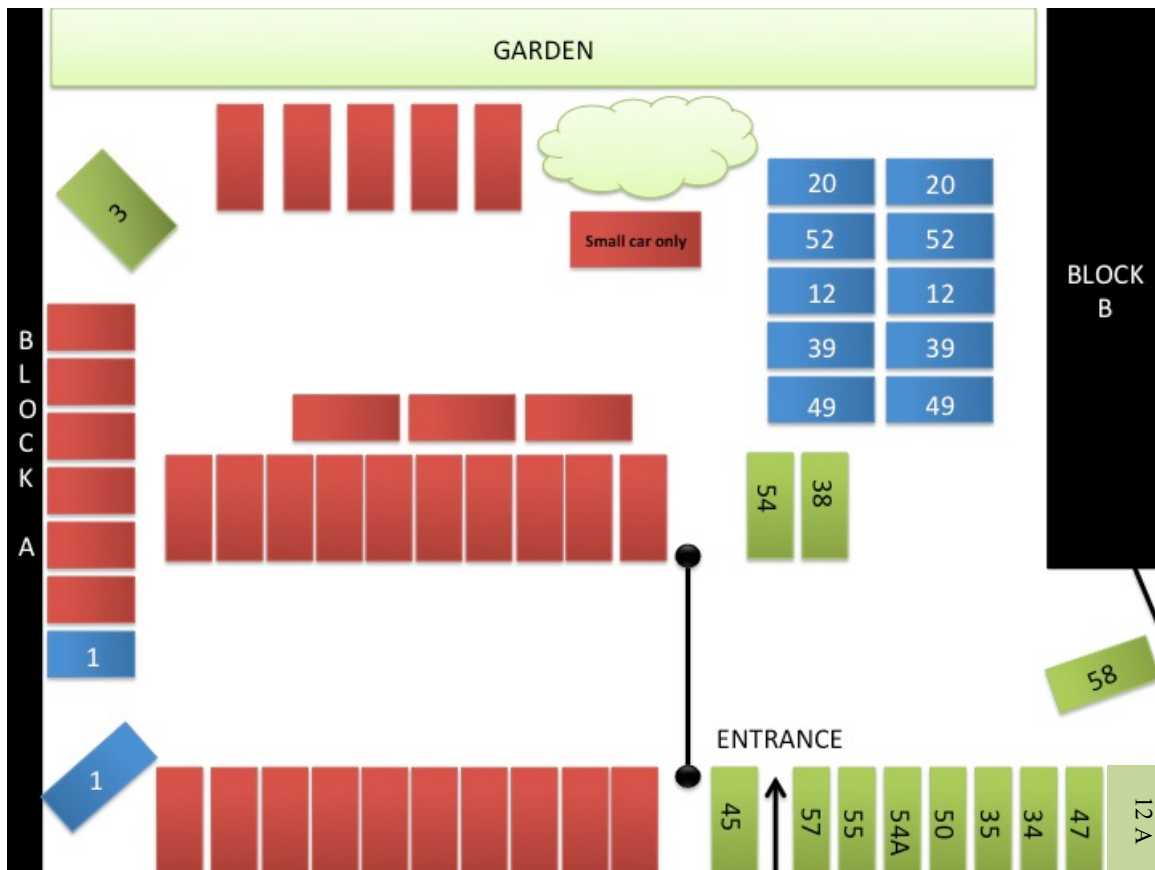 GARDEN
3
Small car only
20 20
52 52
12 12
39 39
49 49
BLOCK
B
B
L
O
C
K
A
54 38
1
58
1
ENTRANCE
45 57 55 54A 50 35 34 47 12 A